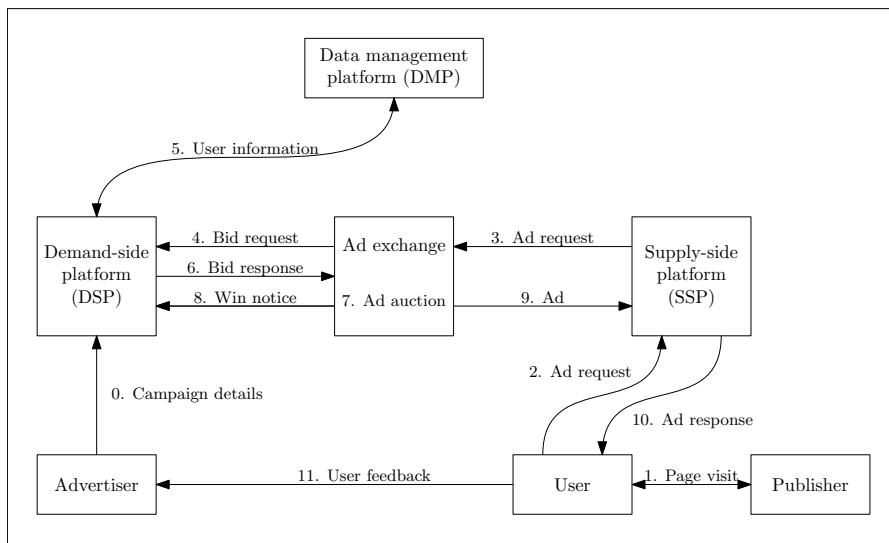 Data management
platform (DMP)
5. User information
Demand-side
platform
(DSP)
4. Bid request
6. Bid response
8. Win notice
Ad exchange
7. Ad auction
3. Ad request
9. Ad
Supply-side
platform
(SSP)
2. Ad request
0. Campaign details
10. Ad response
Advertiser
11. User feedback
User
1. Page visit
Publisher